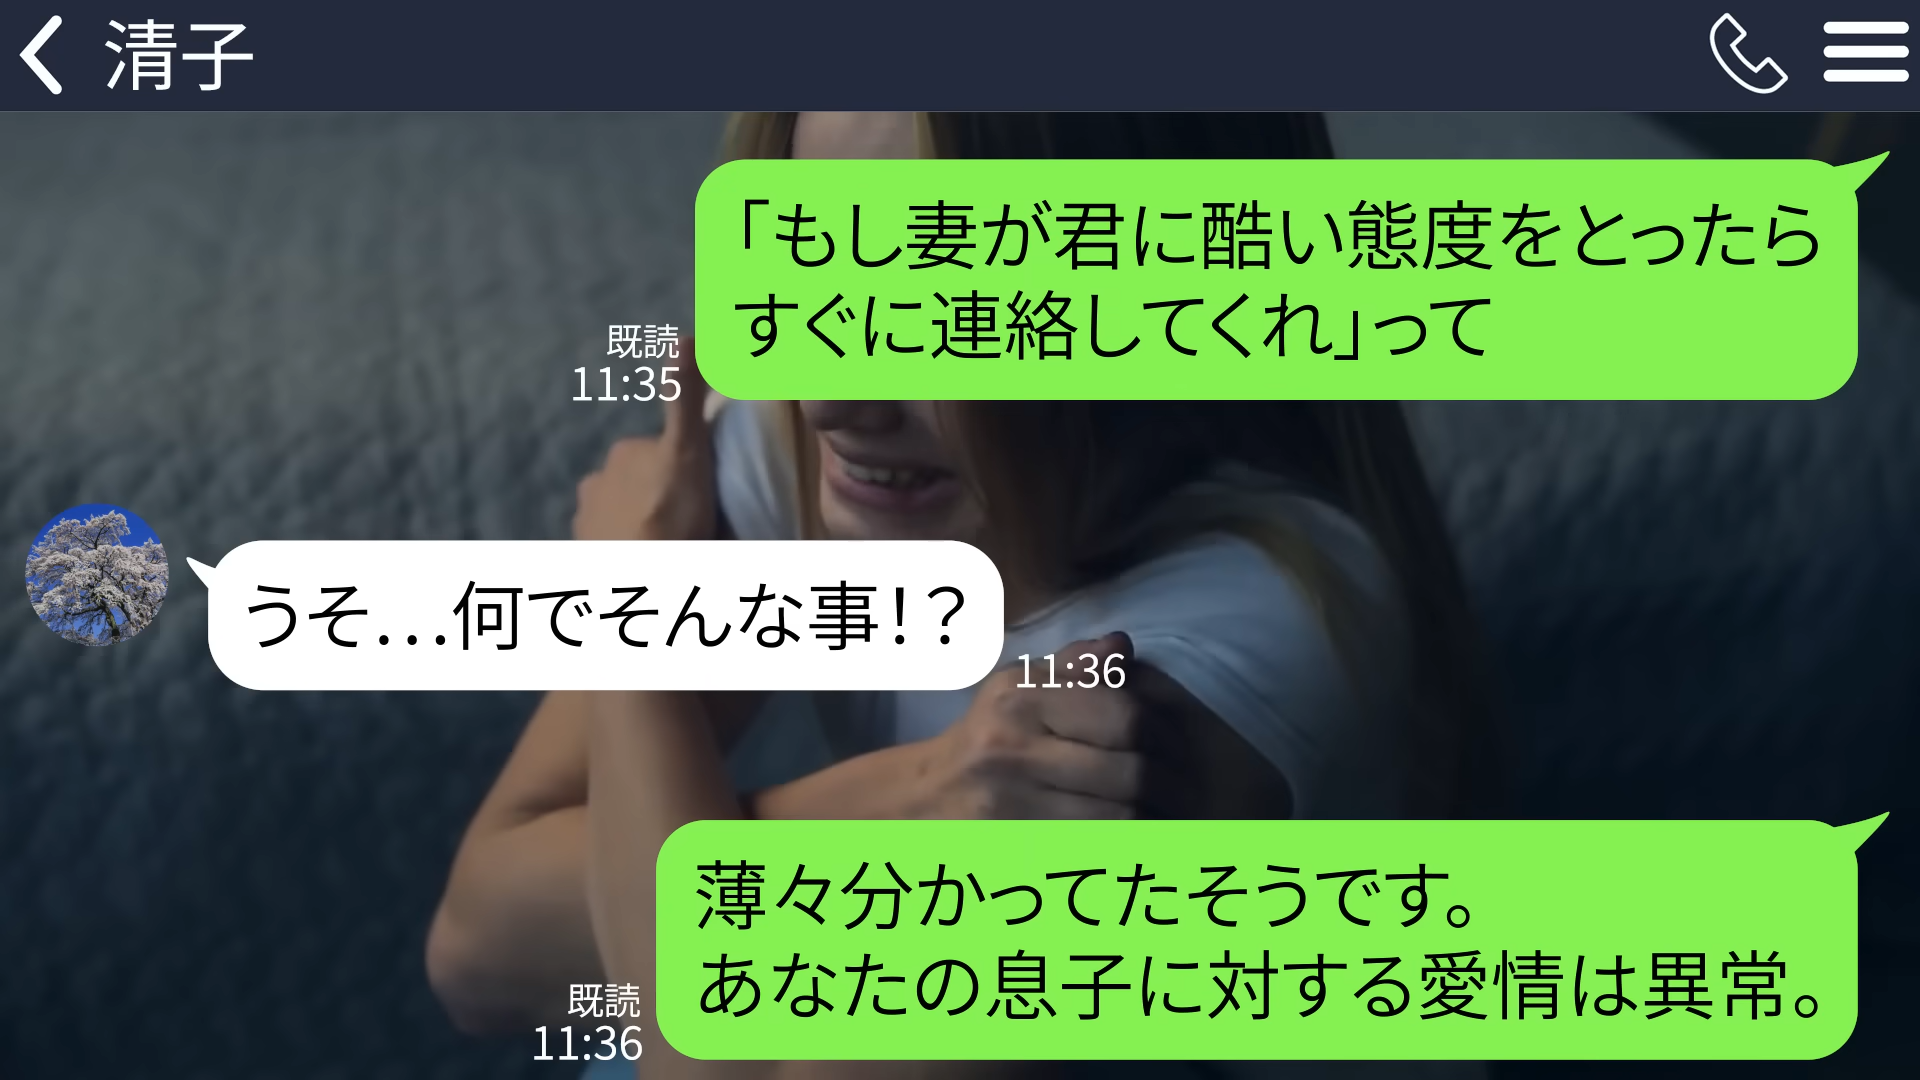 清子
「もし妻が君に酷い態度をとったら
すぐに連絡してくれ」って
既読
11:35
うそ…何でそんな事！？
11:36
薄々分かってたそうです。
あなたの息子に対する愛情は異常。
既読
11:36